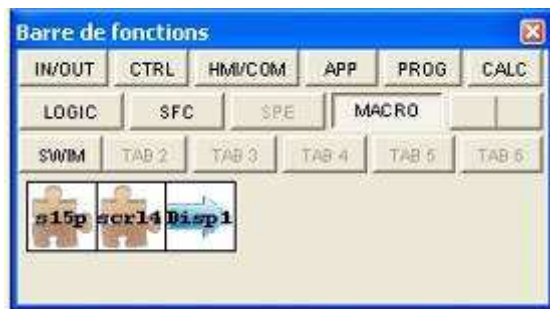 Barre de fonctions
IN/OUT CTRL HMI/COM APP PROG CALC
LOGIC SFC SPE MACRO
SWIM TAB 2 TAB 3 TAB 4 TAB 5 TAB 6
s15p scrl4 Disp1